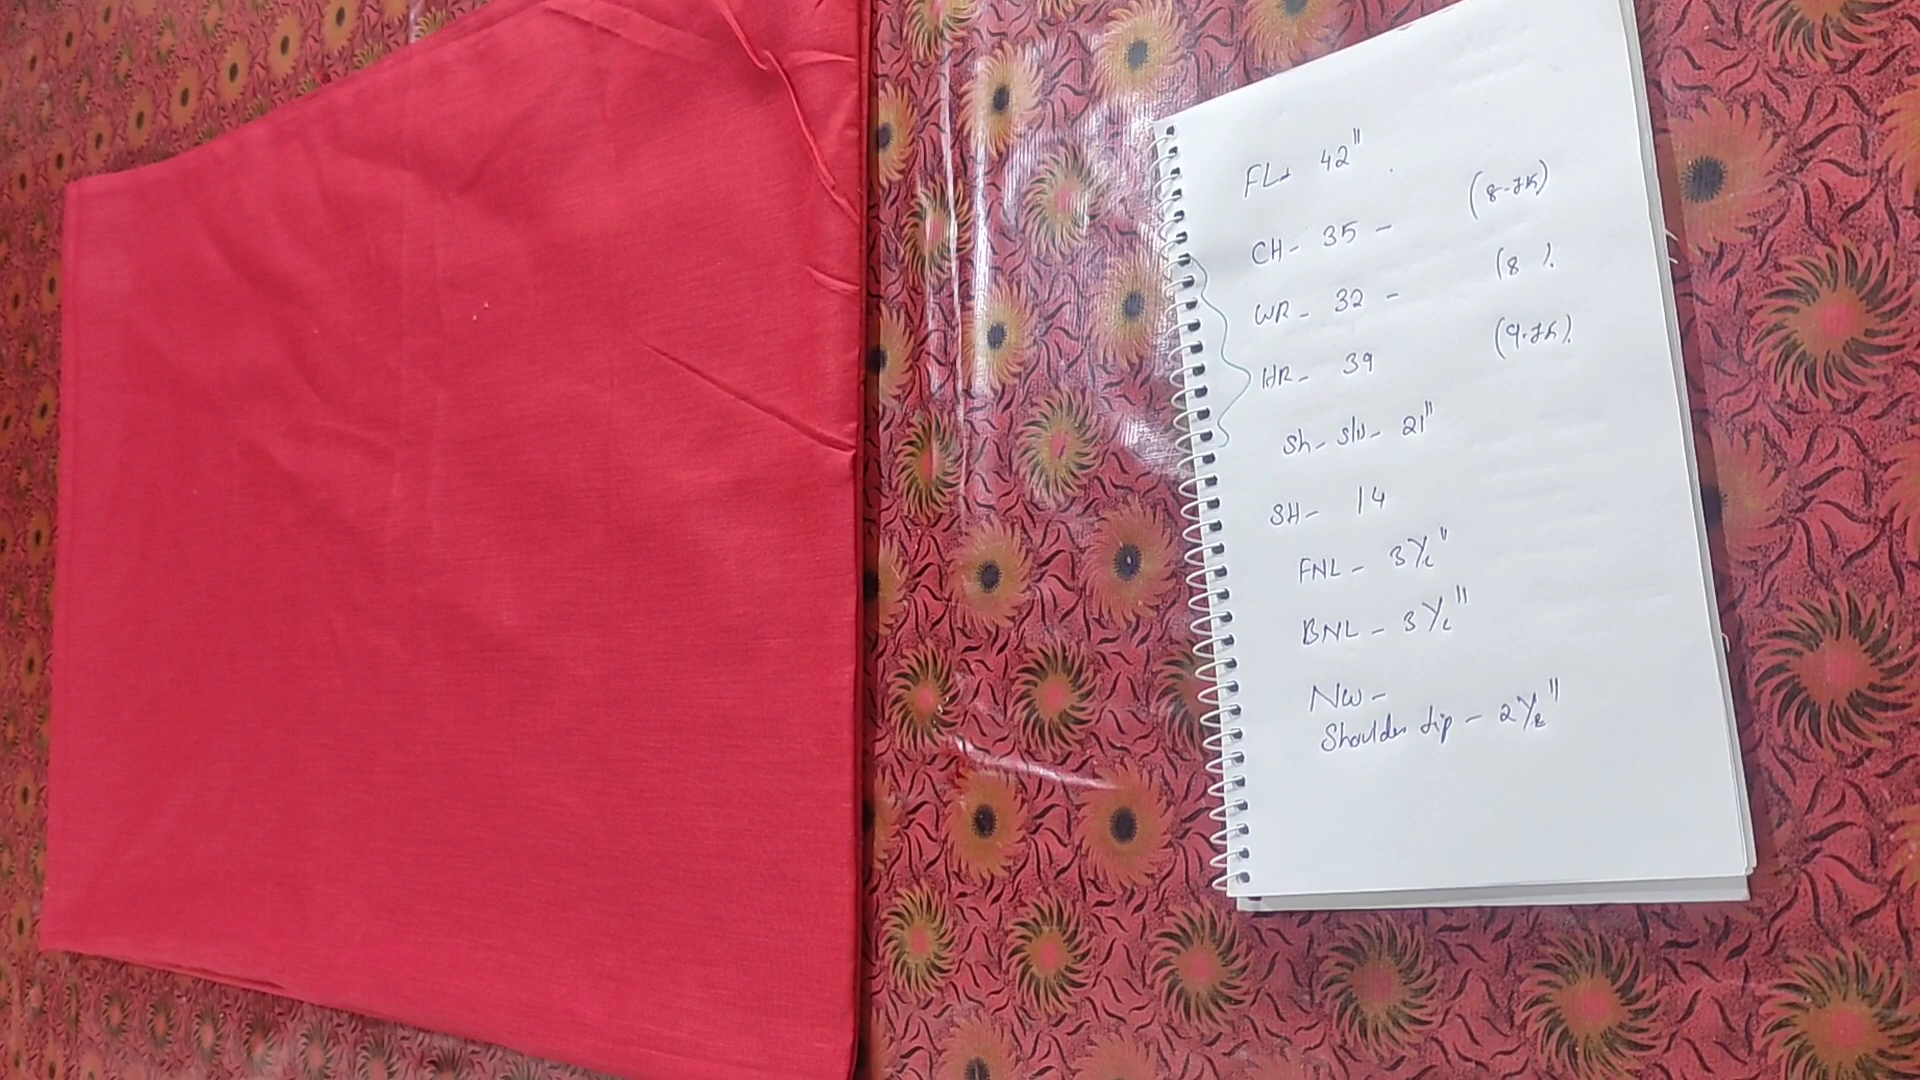 FL- 42"
CH- 35 - (8.75)
WR- 32 - (8 ).
HR- 39 (9.75).
Sh- Slv- 21"
SH- 14
FNL- 3½"
BNL- 3½"
NW-
Shoulder dip - 2½"